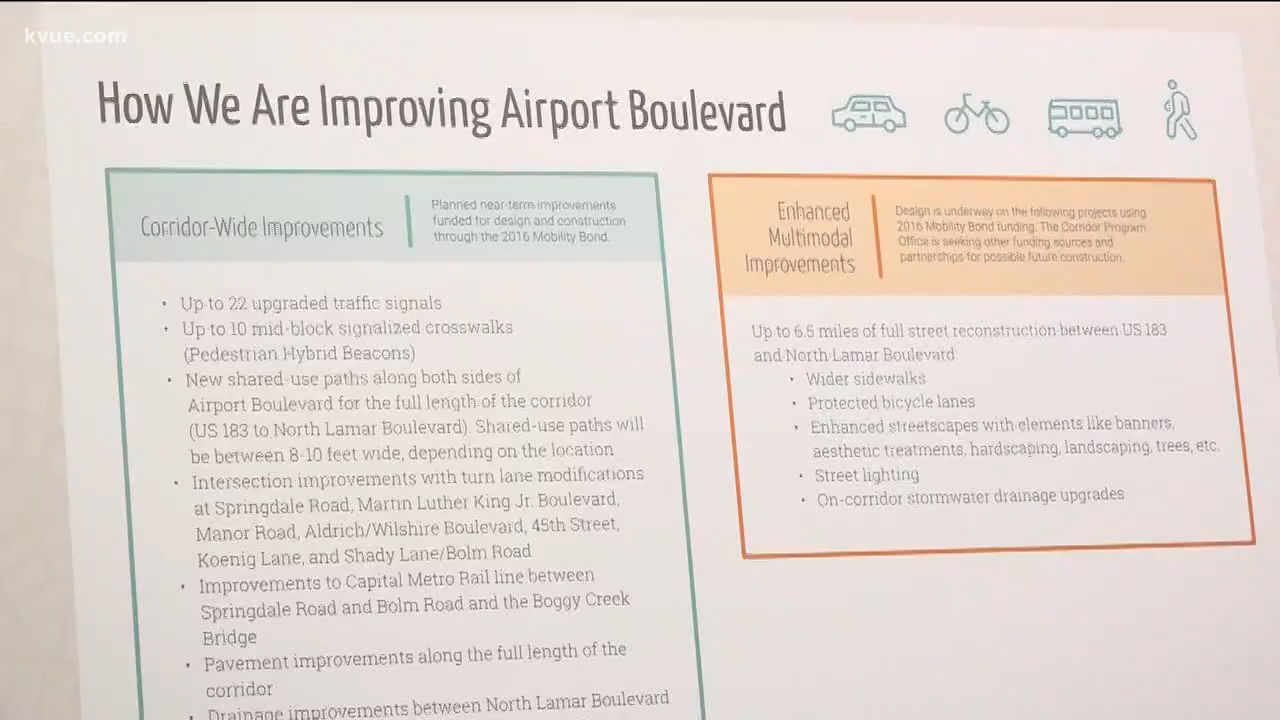 kvue.com
How We Are Improving Airport Boulevard
Corridor-Wide Improvements
Planned near-term improvements
funded for design and construction
through the 2016 Mobility Bond.
• Up to 22 upgraded traffic signals
• Up to 10 mid-block signalized crosswalks
(Pedestrian Hybrid Beacons)
• New shared-use paths along both sides of
Airport Boulevard for the full length of the corridor
(US 183 to North Lamar Boulevard). Shared-use paths will
be between 8-10 feet wide, depending on the location
• Intersection improvements with turn lane modifications
at Springdale Road, Martin Luther King Jr. Boulevard,
Manor Road, Aldrich/Wilshire Boulevard, 45th Street,
Koenig Lane, and Shady Lane/Bolm Road
• Improvements to Capital Metro Rail line between
Springdale Road and Bolm Road and the Boggy Creek
Bridge
• Pavement improvements along the full length of the
corridor
• Drainage improvements between North Lamar Boulevard
Enhanced
Multimodal
Improvements
Design is underway on the following projects using
2016 Mobility Bond funding. The Corridor Program
Office is seeking other funding sources and
partnerships for possible future construction.
Up to 6.5 miles of full street reconstruction between US 183
and North Lamar Boulevard
• Wider sidewalks
• Protected bicycle lanes
• Enhanced streetscapes with elements like banners,
aesthetic treatments, hardscaping, landscaping, trees, etc.
• Street lighting
• On-corridor stormwater drainage upgrades